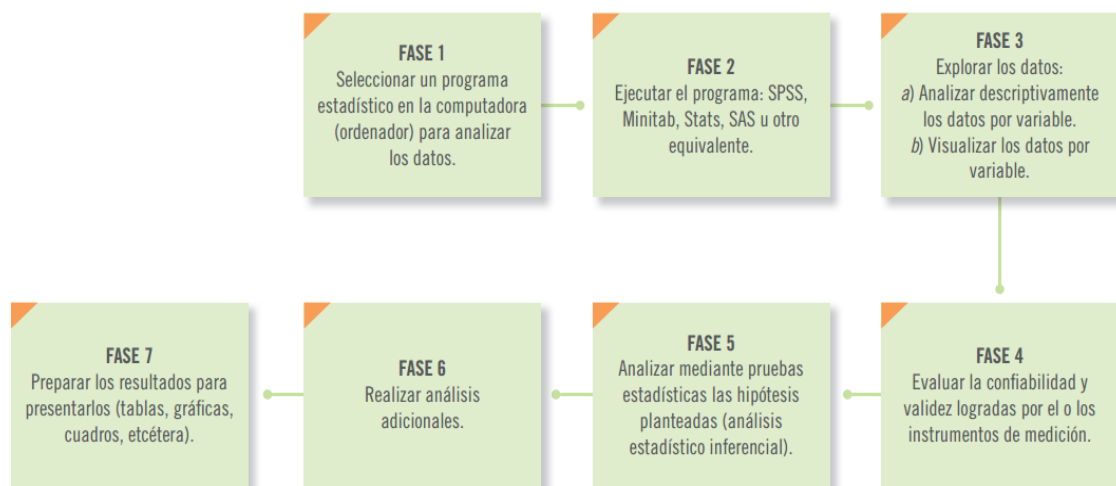 FASE 1
Seleccionar un programa
estadístico en la computadora
(ordenador) para analizar
los datos.
FASE 2
Ejecutar el programa: SPSS,
Minitab, Stats, SAS u otro
equivalente.
FASE 3
Explorar los datos:
a) Analizar descriptivamente
los datos por variable.
b) Visualizar los datos por
variable.
FASE 4
Evaluar la confiabilidad y
validez logradas por el o los
instrumentos de medición.
FASE 5
Analizar mediante pruebas
estadísticas las hipótesis
planteadas (análisis
estadístico inferencial).
FASE 6
Realizar análisis
adicionales.
FASE 7
Preparar los resultados para
presentarlos (tablas, gráficas,
cuadros, etcétera).